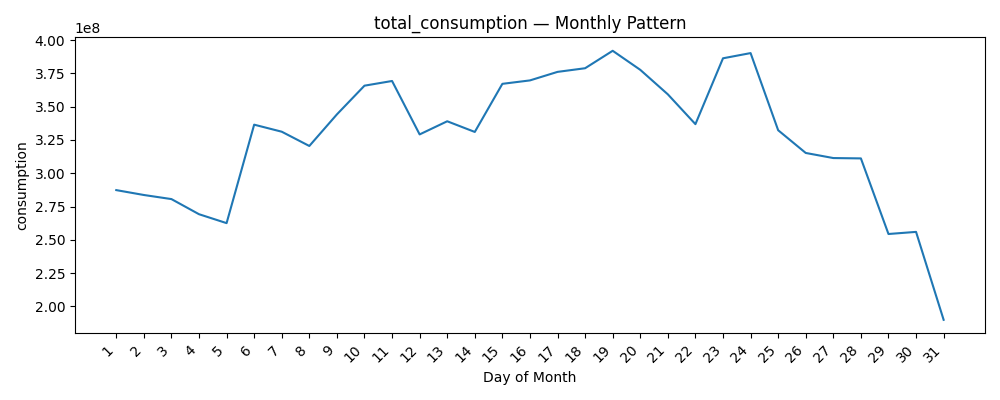 total_consumption — Monthly Pattern
1e8
4.00
3.75
3.50
3.25
3.00
2.75
2.50
2.25
2.00
consumption
1 2 3 4 5 6 7 8 9 10 11 12 13 14 15 16 17 18 19 20 21 22 23 24 25 26 27 28 29 30 31
Day of Month